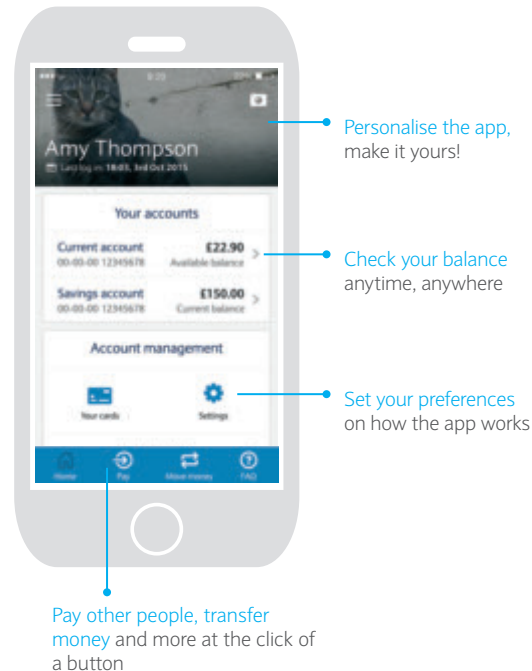 9:20
Amy Thompson
Last log in 18:03, 3rd Oct 2015
Personalise the app,
make it yours!
Your accounts
Current account £22.90
00-00-00 12345678 Available balance
Check your balance
anytime, anywhere
Savings account £150.00
00-00-00 12345678 Current balance
Account management
Your cards Settings
Set your preferences
on how the app works
Home Pay Move money FAQ
Pay other people, transfer
money and more at the click of
a button